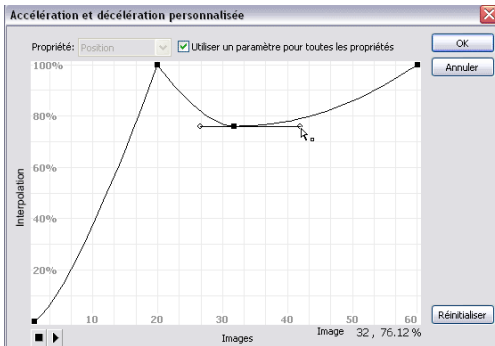 Accélération et décélération personnalisée
Propriété: Position Utiliser un paramètre pour toutes les propriétés OK
Annuler
100%
80%
60%
40%
20%
Interpolation
10 20 30 40 50 60
Réinitialiser
Images
Image 32 , 76.12 %